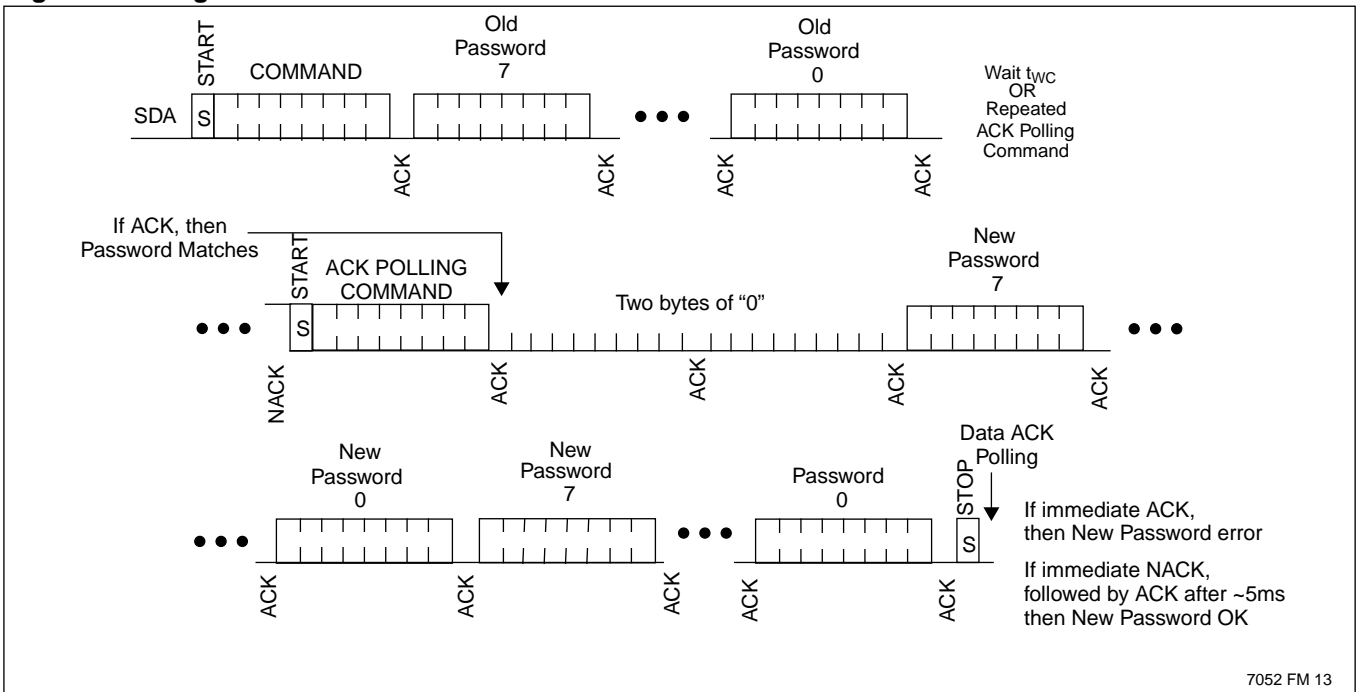 START
COMMAND
Old
Password
7
Old
Password
0
Wait tWC
OR
Repeated
ACK Polling
Command
SDA
S
ACK
ACK
ACK
If ACK, then
Password Matches
START
ACK POLLING
COMMAND
Two bytes of “0”
New
Password
7
S
NACK
ACK
ACK
ACK
ACK
New
Password
0
New
Password
7
Password
0
STOP
Data ACK
Polling
If immediate ACK,
then New Password error
If immediate NACK,
followed by ACK after ~5ms
then New Password OK
S
ACK
ACK
ACK
ACK
ACK
7052 FM 13